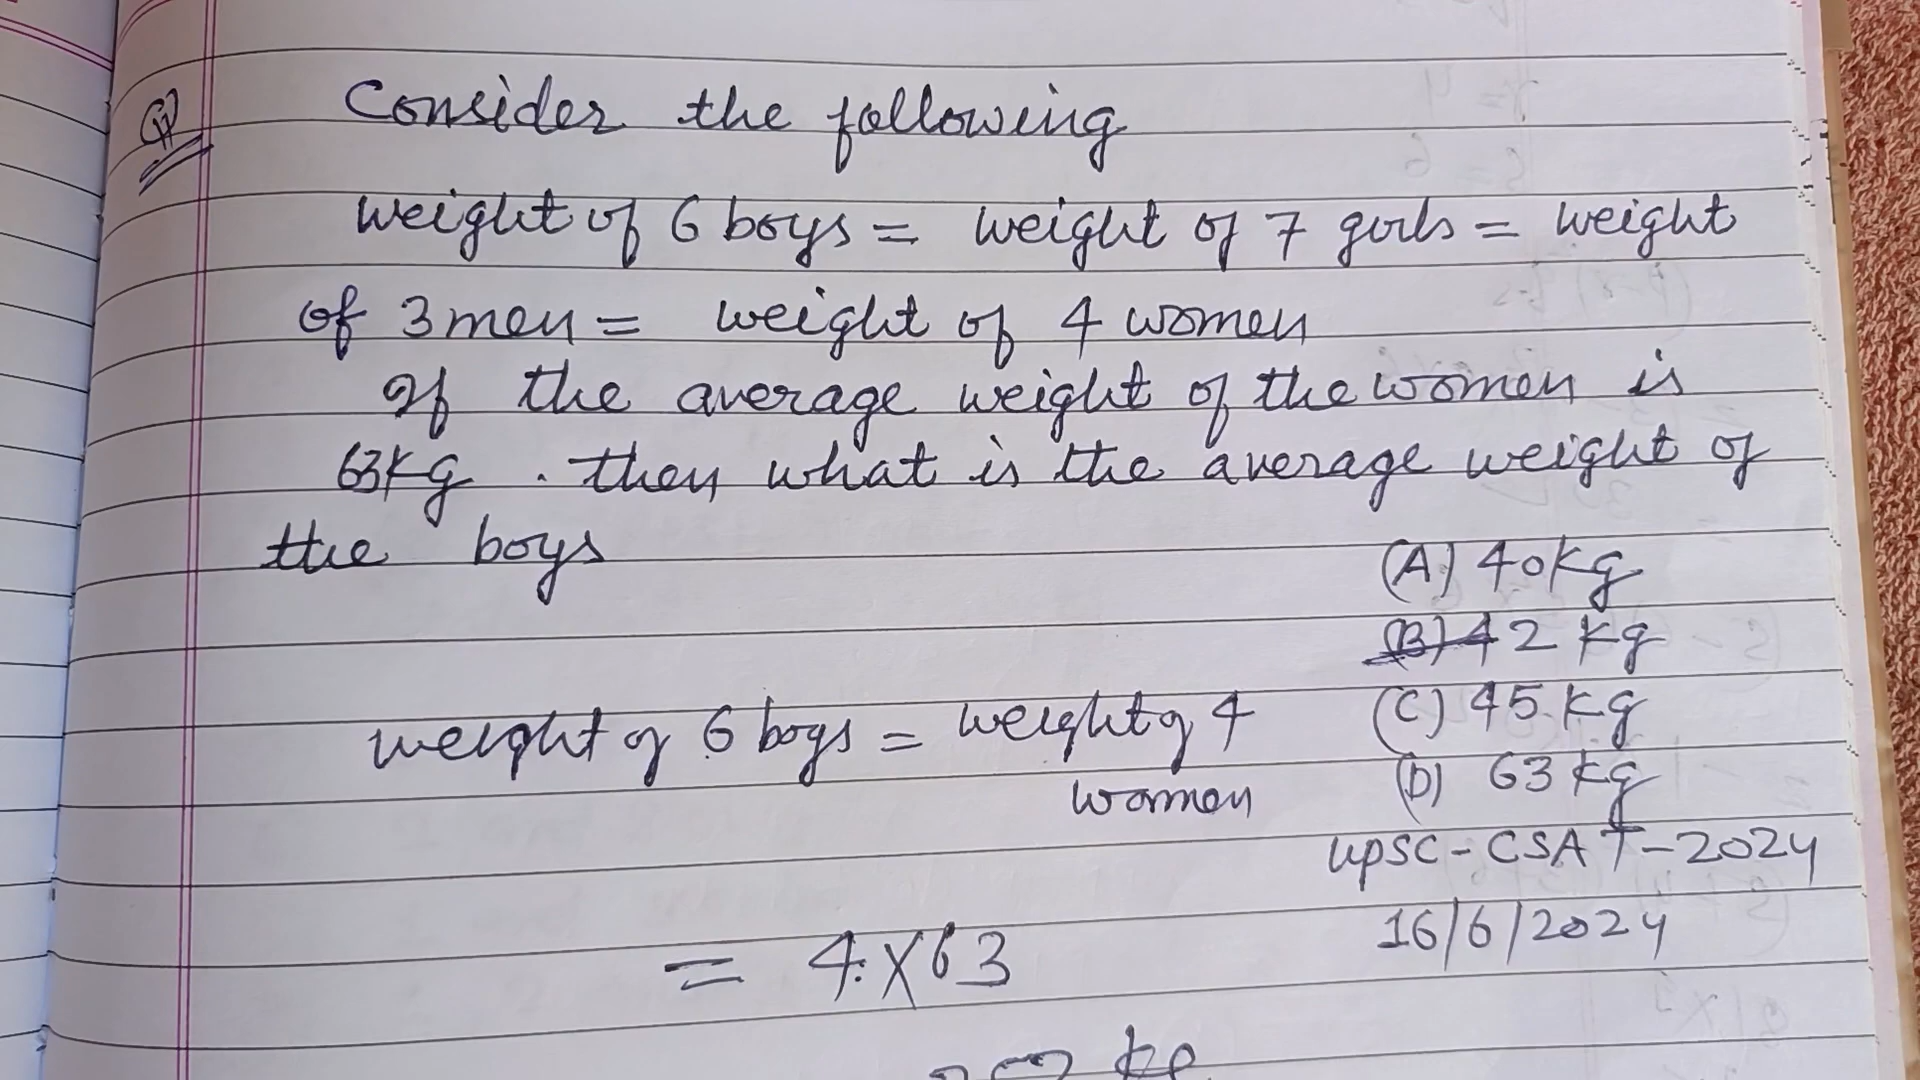 Q)
Consider the following
weight of 6 boys = weight of 7 girls = weight
of 3 men = weight of 4 women
If the average weight of the women is
63kg . then what is the average weight of
the boys
(A) 40kg
(B) 42 kg
(C) 45 kg
(D) 63 kg
UPSC - CSAT - 2024
16/6/2024
weight of 6 boys = weight of 4
women
= 4 X 63
kg